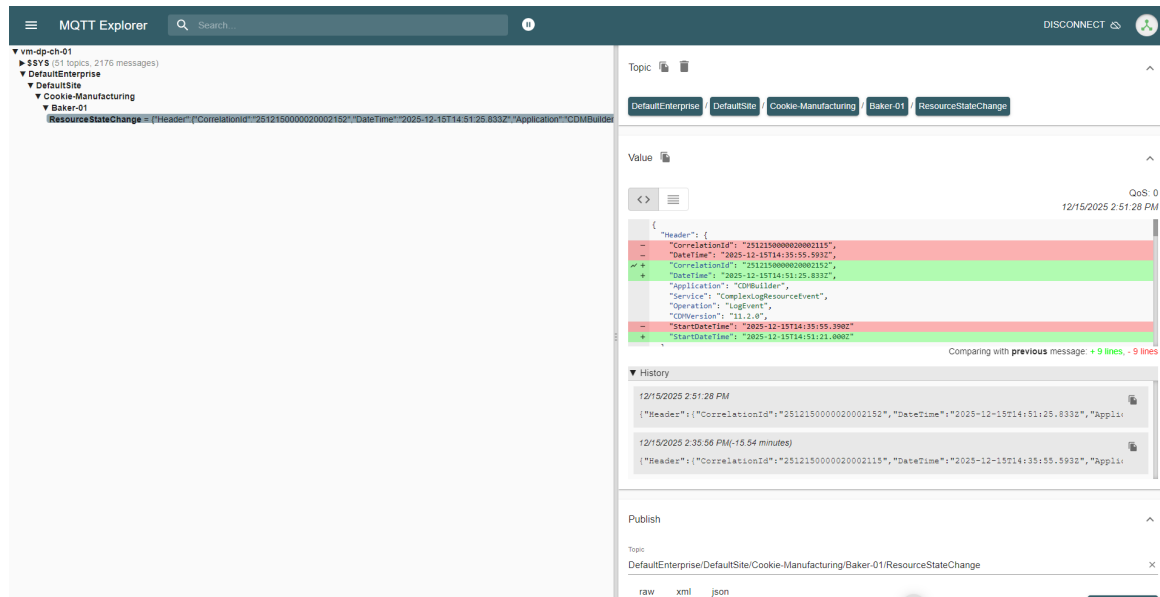 MQTT Explorer
Search...
DISCONNECT
▼ vm-dp-ch-01
▶ $SYS (51 topics, 2176 messages)
▼ DefaultEnterprise
▼ DefaultSite
▼ Cookie-Manufacturing
▼ Baker-01
ResourceStateChange = {"Header":{"CorrelationId":"2512150000020002152","DateTime":"2025-12-15T14:51:25.833Z","Application":"CDMBuilder
Topic
DefaultEnterprise / DefaultSite / Cookie-Manufacturing / Baker-01 / ResourceStateChange
Value
QoS: 0
12/15/2025 2:51:28 PM
{
"Header": {
- "CorrelationId": "2512150000020002115",
- "DateTime": "2025-12-15T14:35:55.593Z",
+ "CorrelationId": "2512150000020002152",
+ "DateTime": "2025-12-15T14:51:25.833Z",
"Application": "CDMBuilder",
"Service": "ComplexLogResourceEvent",
"Operation": "LogEvent",
"CDMVersion": "11.2.0",
- "StartDateTime": "2025-12-15T14:35:55.390Z"
+ "StartDateTime": "2025-12-15T14:51:21.000Z"
Comparing with previous message: + 9 lines, - 9 lines
▼ History
12/15/2025 2:51:28 PM
{"Header":{"CorrelationId":"2512150000020002152","DateTime":"2025-12-15T14:51:25.833Z","Applic
12/15/2025 2:35:56 PM(-15.54 minutes)
{"Header":{"CorrelationId":"2512150000020002115","DateTime":"2025-12-15T14:35:55.593Z","Applic
Publish
Topic
DefaultEnterprise/DefaultSite/Cookie-Manufacturing/Baker-01/ResourceStateChange
raw xml json